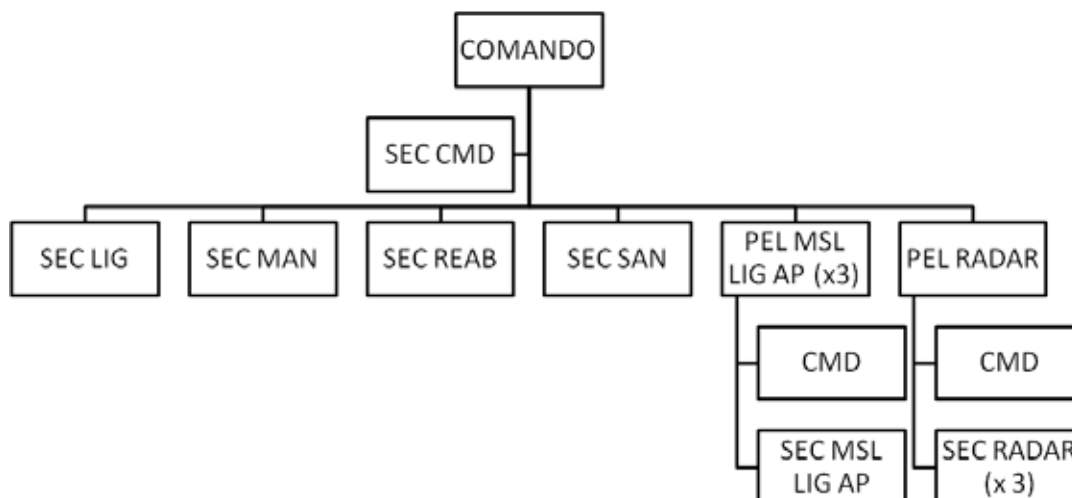 COMANDO
SEC CMD
SEC LIG
SEC MAN
SEC REAB
SEC SAN
PEL MSL
LIG AP (x3)
PEL RADAR
CMD
CMD
SEC MSL
LIG AP
SEC RADAR
(x 3)